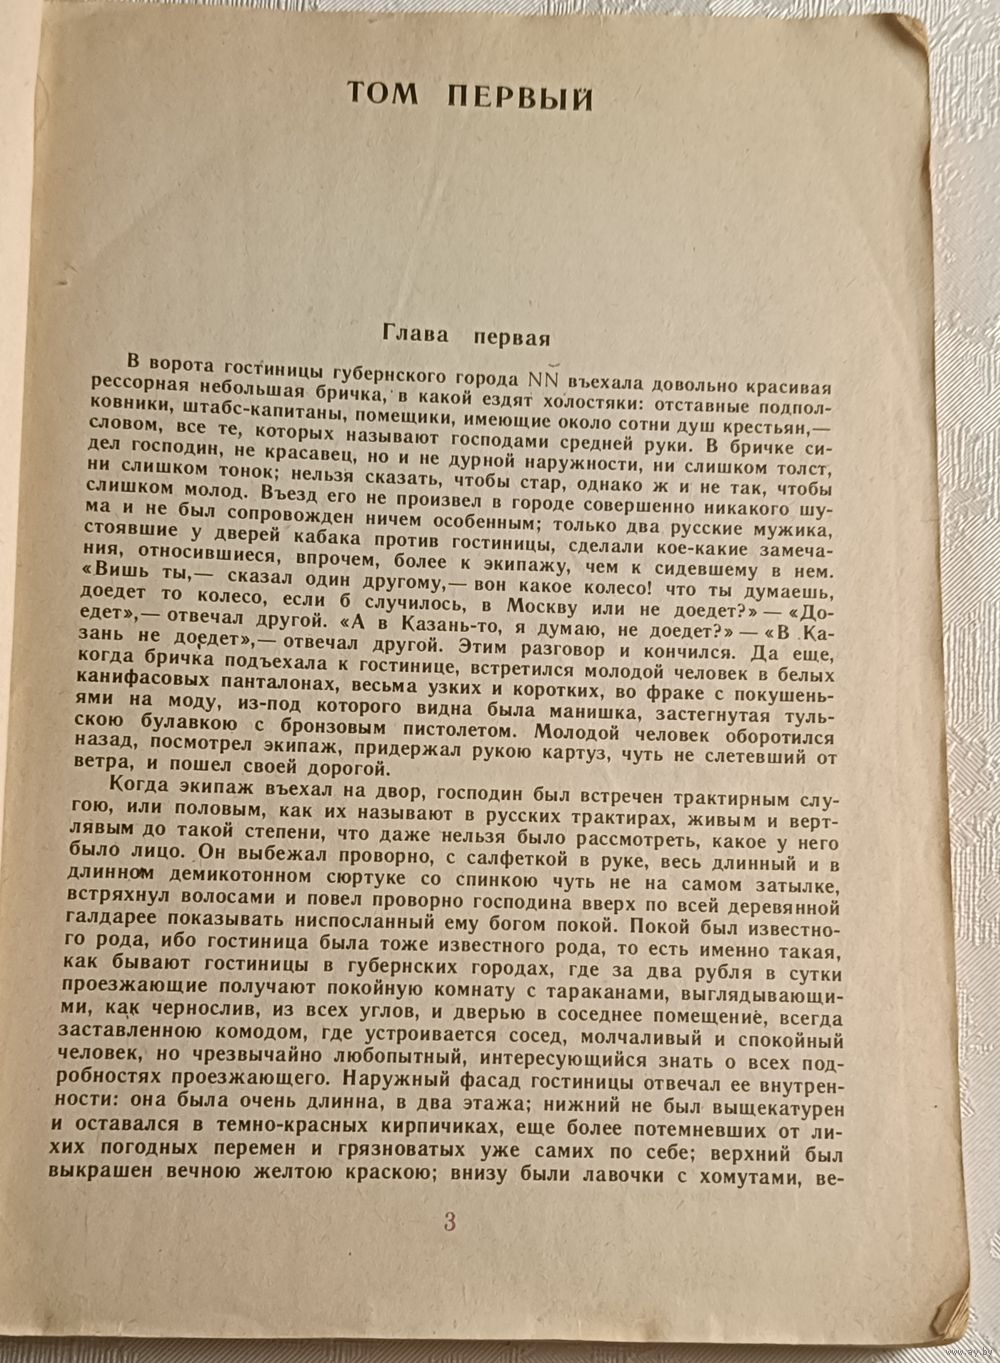 ТОМ ПЕРВЫЙ
Глава первая
В ворота гостиницы губернского города NN въехала довольно красивая
рессорная небольшая бричка, в какой ездят холостяки: отставные подпол-
ковники, штабс-капитаны, помещики, имеющие около сотни душ крестьян,—
словом, все те, которых называют господами средней руки. В бричке си-
дел господин, не красавец, но и не дурной наружности, ни слишком толст,
ни слишком тонок; нельзя сказать, чтобы стар, однако ж и не так, чтобы
слишком молод. Въезд его не произвел в городе совершенно никакого шу-
ма и не был сопровожден ничем особенным; только два русские мужика,
стоявшие у дверей кабака против гостиницы, сделали кое-какие замеча-
ния, относившиеся, впрочем, более к экипажу, чем к сидевшему в нем.
«Вишь ты,— сказал один другому,— вон какое колесо! что ты думаешь,
доедет то колесо, если б случилось, в Москву или не доедет?» — «До-
едет»,— отвечал другой. «А в Казань-то, я думаю, не доедет?» — «В Ка-
зань не доедет»,— отвечал другой. Этим разговор и кончился. Да еще,
когда бричка подъехала к гостинице, встретился молодой человек в белых
канифасовых панталонах, весьма узких и коротких, во фраке с покушень-
ями на моду, из-под которого видна была манишка, застегнутая туль-
скою булавкою с бронзовым пистолетом. Молодой человек оборотился
назад, посмотрел экипаж, придержал рукою картуз, чуть не слетевший от
ветра, и пошел своей дорогой.
Когда экипаж въехал на двор, господин был встречен трактирным слу-
гою, или половым, как их называют в русских трактирах, живым и верт-
лявым до такой степени, что даже нельзя было рассмотреть, какое у него
было лицо. Он выбежал проворно, с салфеткой в руке, весь длинный и в
длинном демикотонном сюртуке со спинкою чуть не на самом затылке,
встряхнул волосами и повел проворно господина вверх по всей деревянной
галдарее показывать ниспосланный ему богом покой. Покой был известно-
го рода, ибо гостиница была тоже известного рода, то есть именно такая,
как бывают гостиницы в губернских городах, где за два рубля в сутки
проезжающие получают покойную комнату с тараканами, выглядывающи-
ми, как чернослив, из всех углов, и дверью в соседнее помещение, всегда
заставленною комодом, где устроивается сосед, молчаливый и спокойный
человек, но чрезвычайно любопытный, интересующийся знать о всех под-
робностях проезжающего. Наружный фасад гостиницы отвечал ее внутрен-
ности: она была очень длинна, в два этажа; нижний не был выщекатурен
и оставался в темно-красных кирпичиках, еще более потемневших от ли-
хих погодных перемен и грязноватых уже самих по себе; верхний был
выкрашен вечною желтою краскою; внизу были лавочки с хомутами, ве-
3
www.ay.by